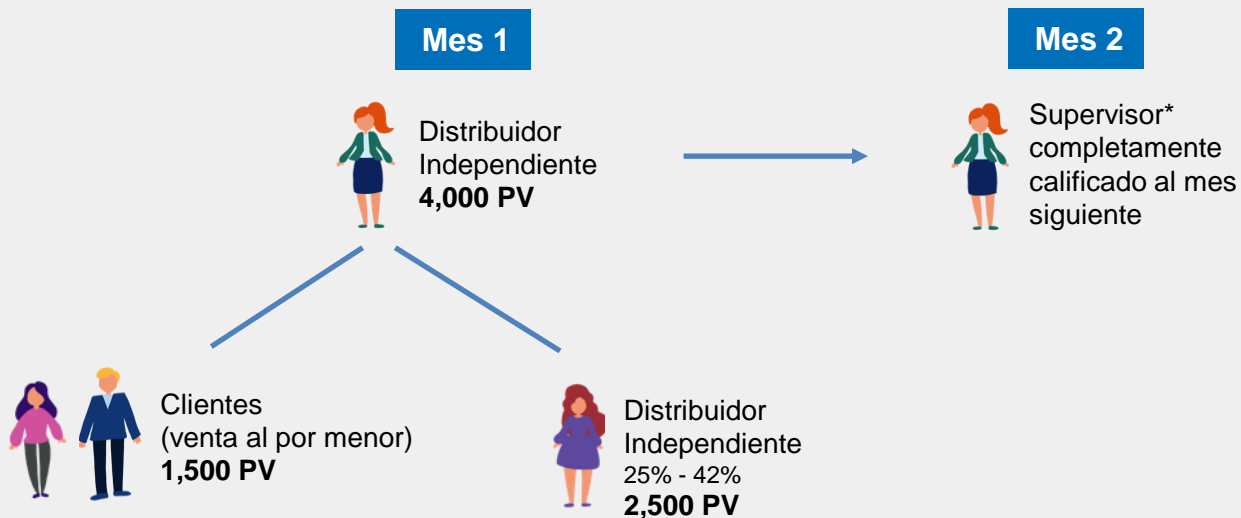 Mes 1
Mes 2
Distribuidor
Independiente
4,000 PV
Supervisor*
completamente
calificado al mes
siguiente
Clientes
(venta al por menor)
1,500 PV
Distribuidor
Independiente
25% - 42%
2,500 PV